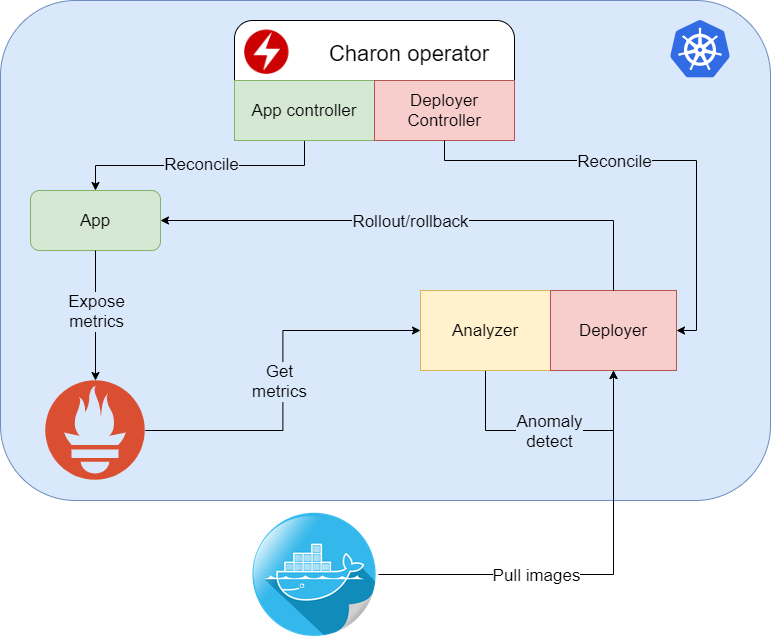 Charon operator
App controller
Deployer
Controller
Reconcile
Reconcile
App
Rollout/rollback
Expose
metrics
Analyzer
Deployer
Get
metrics
Anomaly
detect
Pull images